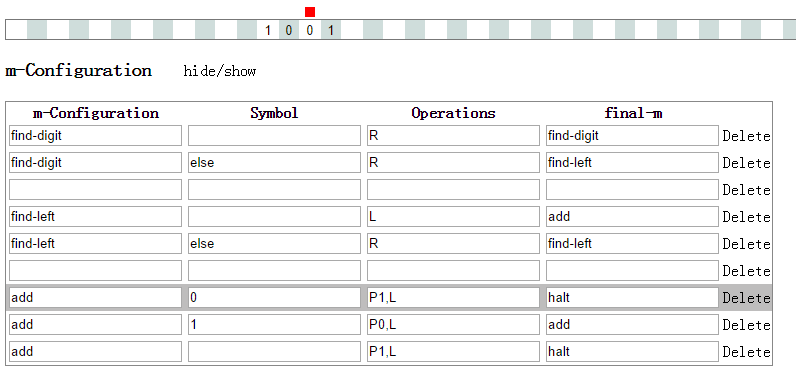 1 0 0 1
m-Configuration hide/show
m-Configuration Symbol Operations final-m
find-digit R find-digit Delete
find-digit else R find-left Delete
Delete
find-left L add Delete
find-left else R find-left Delete
Delete
add 0 P1,L halt Delete
add 1 P0,L add Delete
add P1,L halt Delete